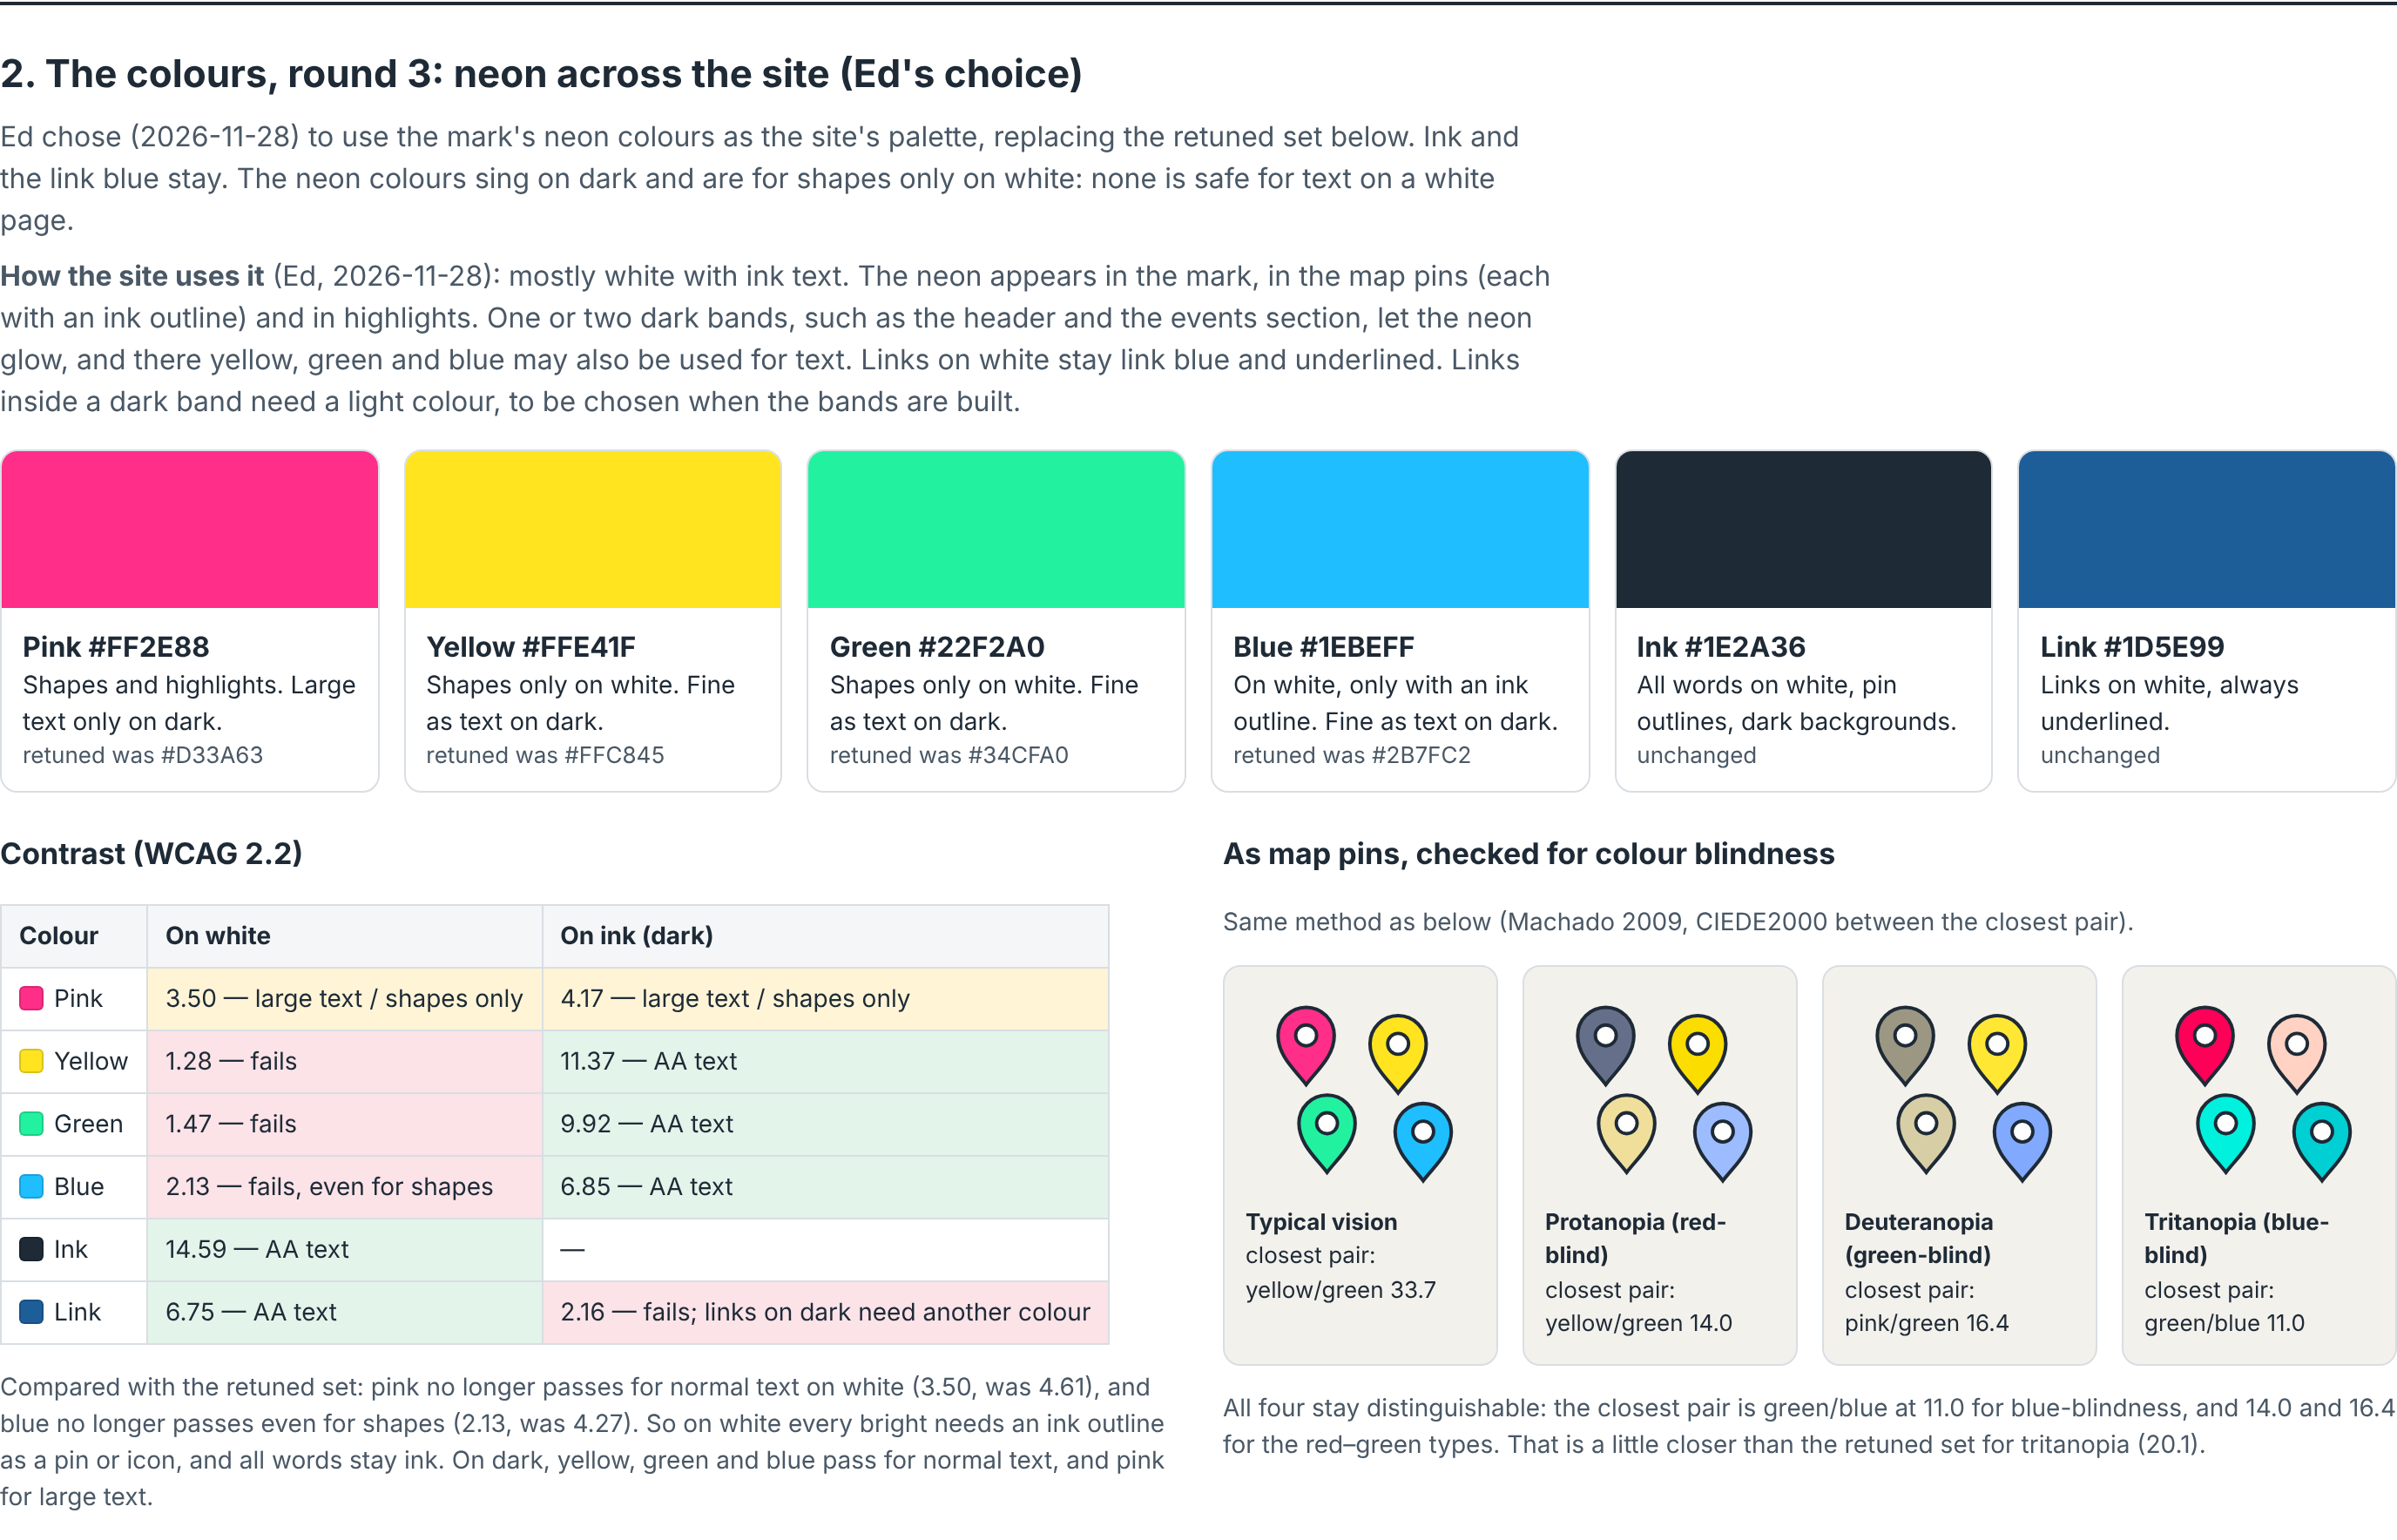 2. The colours, round 3: neon across the site (Ed's choice)
Ed chose (2026-11-28) to use the mark's neon colours as the site's palette, replacing the retuned set below. Ink and
the link blue stay. The neon colours sing on dark and are for shapes only on white: none is safe for text on a white
page.
How the site uses it (Ed, 2026-11-28): mostly white with ink text. The neon appears in the mark, in the map pins (each
with an ink outline) and in highlights. One or two dark bands, such as the header and the events section, let the neon
glow, and there yellow, green and blue may also be used for text. Links on white stay link blue and underlined. Links
inside a dark band need a light colour, to be chosen when the bands are built.
Pink #FF2E88
Shapes and highlights. Large
text only on dark.
retuned was #D33A63
Yellow #FFE41F
Shapes only on white. Fine
as text on dark.
retuned was #FFC845
Green #22F2A0
Shapes only on white. Fine
as text on dark.
retuned was #34CFA0
Blue #1EBEFF
On white, only with an ink
outline. Fine as text on dark.
retuned was #2B7FC2
Ink #1E2A36
All words on white, pin
outlines, dark backgrounds.
unchanged
Link #1D5E99
Links on white, always
underlined.
unchanged
Contrast (WCAG 2.2)
Colour On white On ink (dark)
Pink 3.50 — large text / shapes only 4.17 — large text / shapes only
Yellow 1.28 — fails 11.37 — AA text
Green 1.47 — fails 9.92 — AA text
Blue 2.13 — fails, even for shapes 6.85 — AA text
Ink 14.59 — AA text —
Link 6.75 — AA text 2.16 — fails; links on dark need another colour
Compared with the retuned set: pink no longer passes for normal text on white (3.50, was 4.61), and
blue no longer passes even for shapes (2.13, was 4.27). So on white every bright needs an ink outline
as a pin or icon, and all words stay ink. On dark, yellow, green and blue pass for normal text, and pink
for large text.
As map pins, checked for colour blindness
Same method as below (Machado 2009, CIEDE2000 between the closest pair).
Typical vision
closest pair:
yellow/green 33.7
Protanopia (red-
blind)
closest pair:
yellow/green 14.0
Deuteranopia
(green-blind)
closest pair:
pink/green 16.4
Tritanopia (blue-
blind)
closest pair:
green/blue 11.0
All four stay distinguishable: the closest pair is green/blue at 11.0 for blue-blindness, and 14.0 and 16.4
for the red–green types. That is a little closer than the retuned set for tritanopia (20.1).